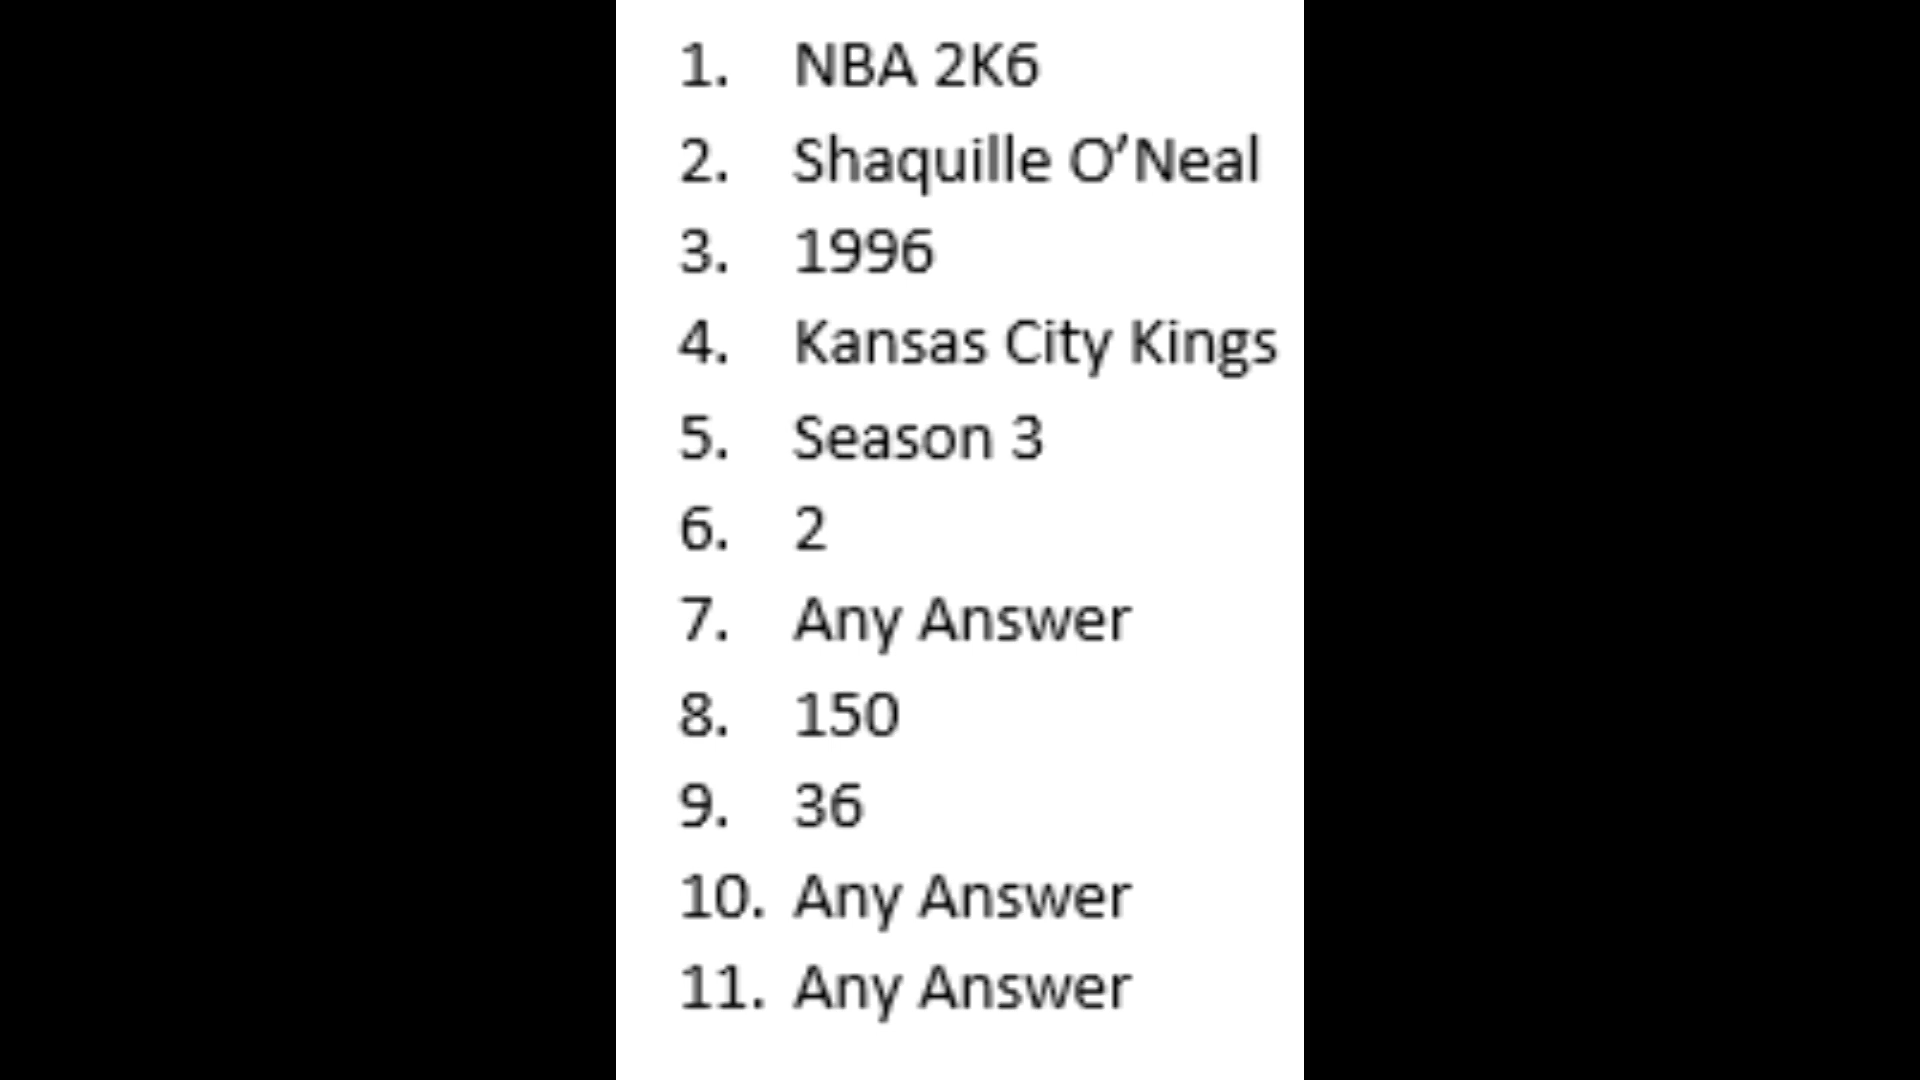 1. NBA 2K6
2. Shaquille O’Neal
3. 1996
4. Kansas City Kings
5. Season 3
6. 2
7. Any Answer
8. 150
9. 36
10. Any Answer
11. Any Answer